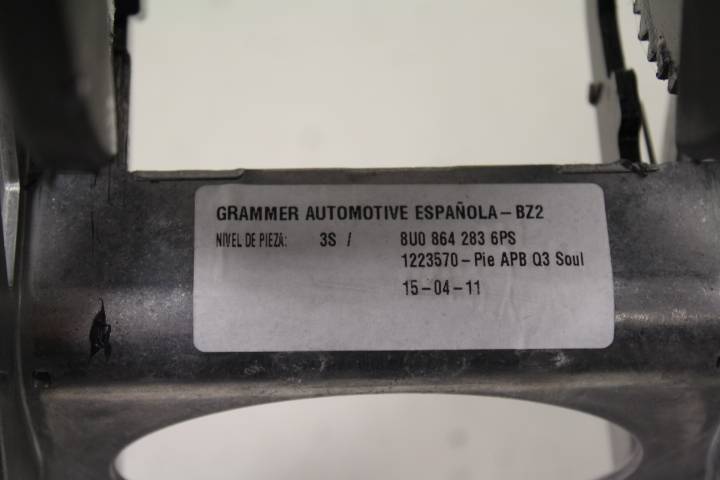 GRAMMER AUTOMOTIVE ESPAÑOLA - BZ2
NIVEL DE PIEZA: 3S / 8U0 864 283 6PS
1223570 - Pie APB Q3 Soul
15-04-11